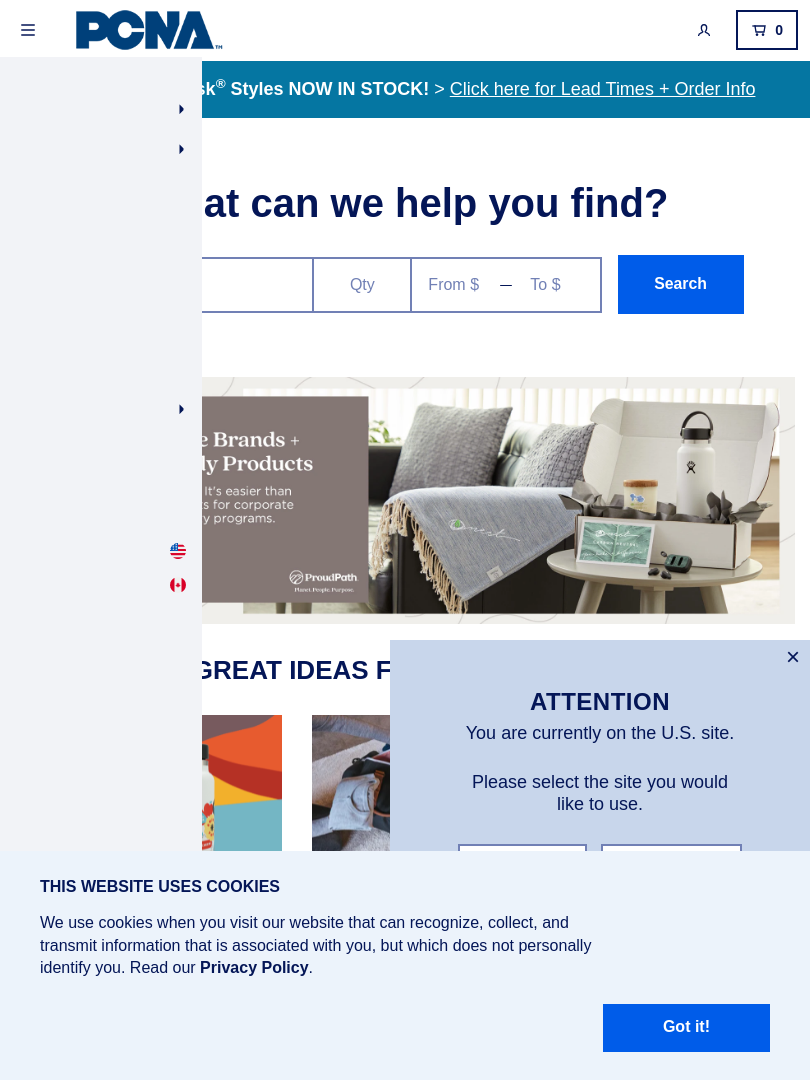 PCNA™
0
® Styles NOW IN STOCK! > Click here for Lead Times + Order Info
can we help you find?
Qty
From $ — To $
Search
Brands +
Products
It's easier than
for corporate
programs.
ProudPath
Planet. People. Purpose.
GREAT IDEAS
ATTENTION
You are currently on the U.S. site.
Please select the site you would
like to use.
THIS WEBSITE USES COOKIES
We use cookies when you visit our website that can recognize, collect, and
transmit information that is associated with you, but which does not personally
identify you. Read our Privacy Policy.
Got it!